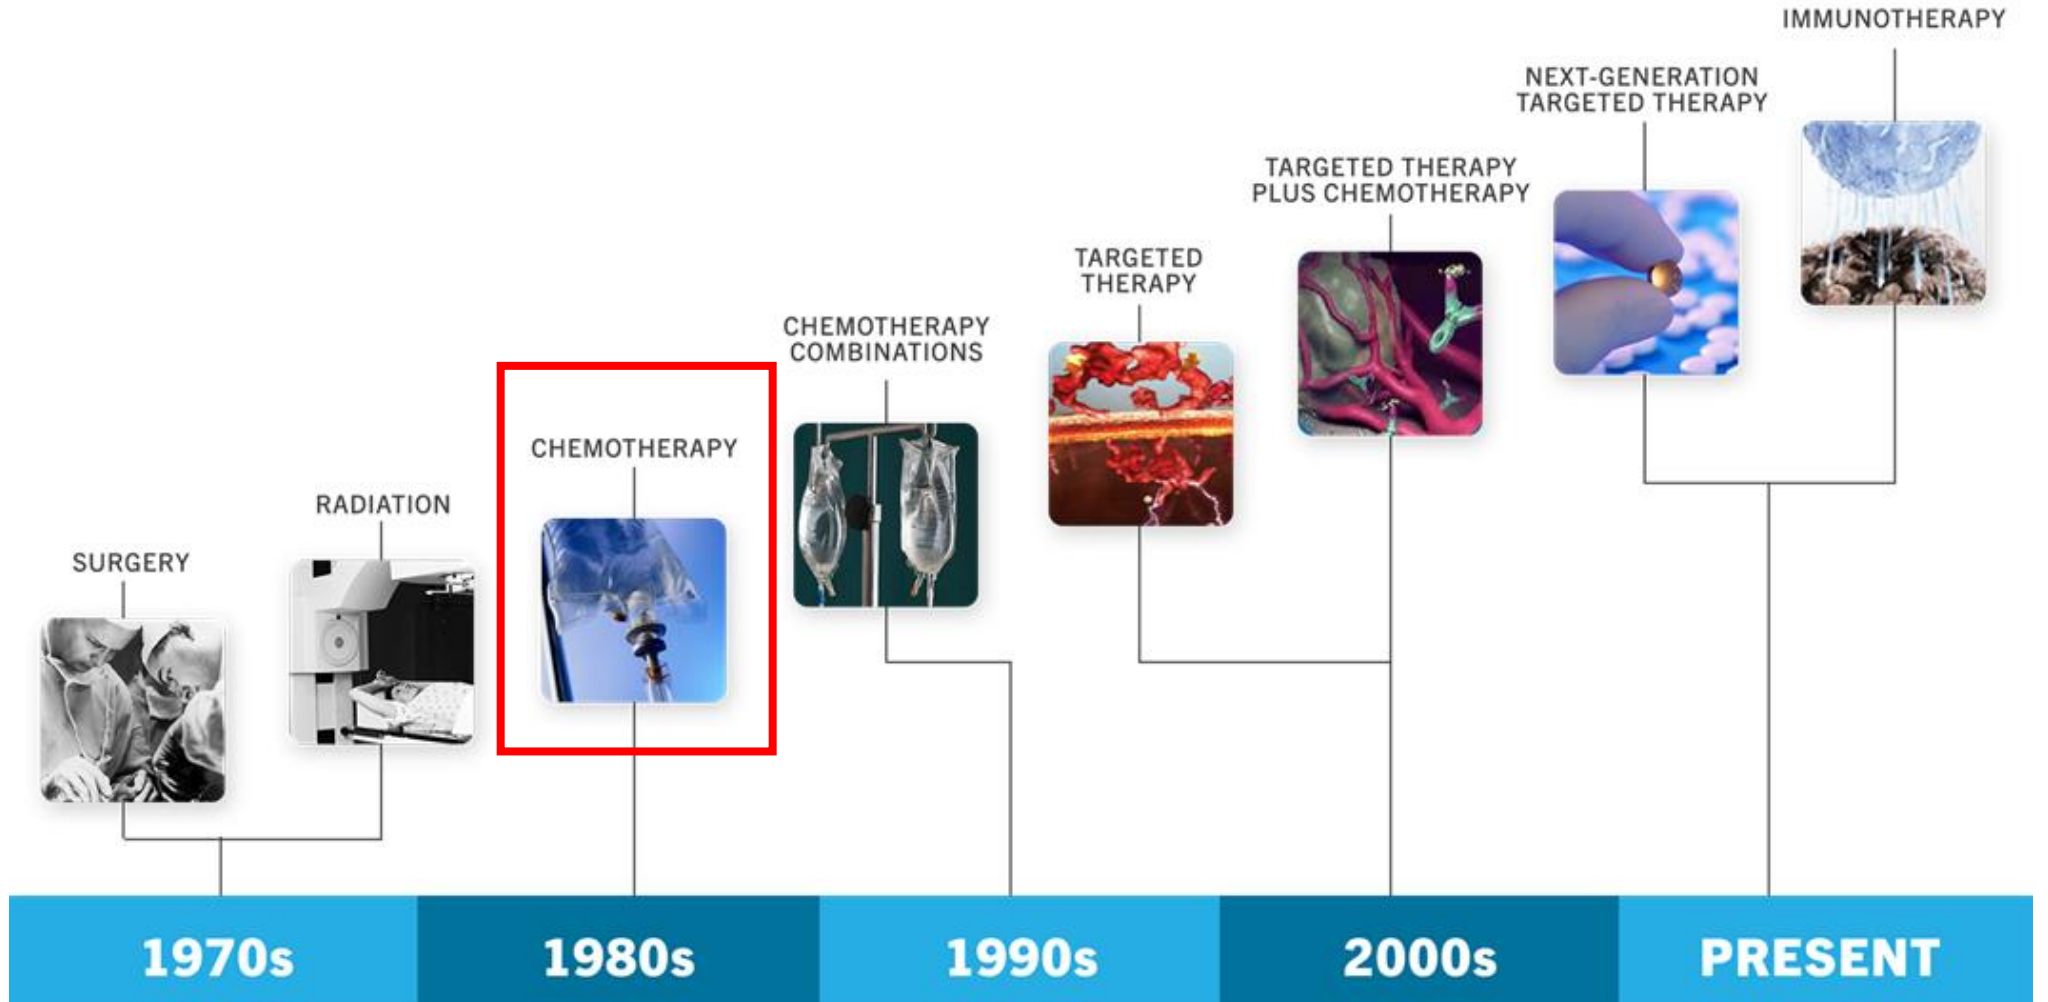 IMMUNOTHERAPY
NEXT-GENERATION
TARGETED THERAPY
TARGETED THERAPY
PLUS CHEMOTHERAPY
TARGETED
THERAPY
CHEMOTHERAPY
COMBINATIONS
CHEMOTHERAPY
RADIATION
SURGERY
1970s
1980s
1990s
2000s
PRESENT